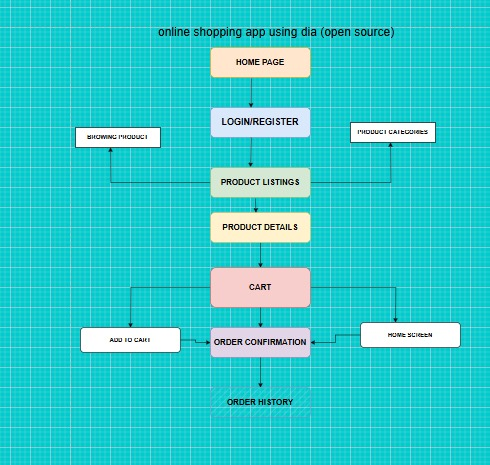 online shopping app using dia (open source)
HOME PAGE
LOGIN/REGISTER
BROWING PRODUCT
PRODUCT CATEGORIES
PRODUCT LISTINGS
PRODUCT DETAILS
CART
ADD TO CART
ORDER CONFIRMATION
HOME SCREEN
ORDER HISTORY